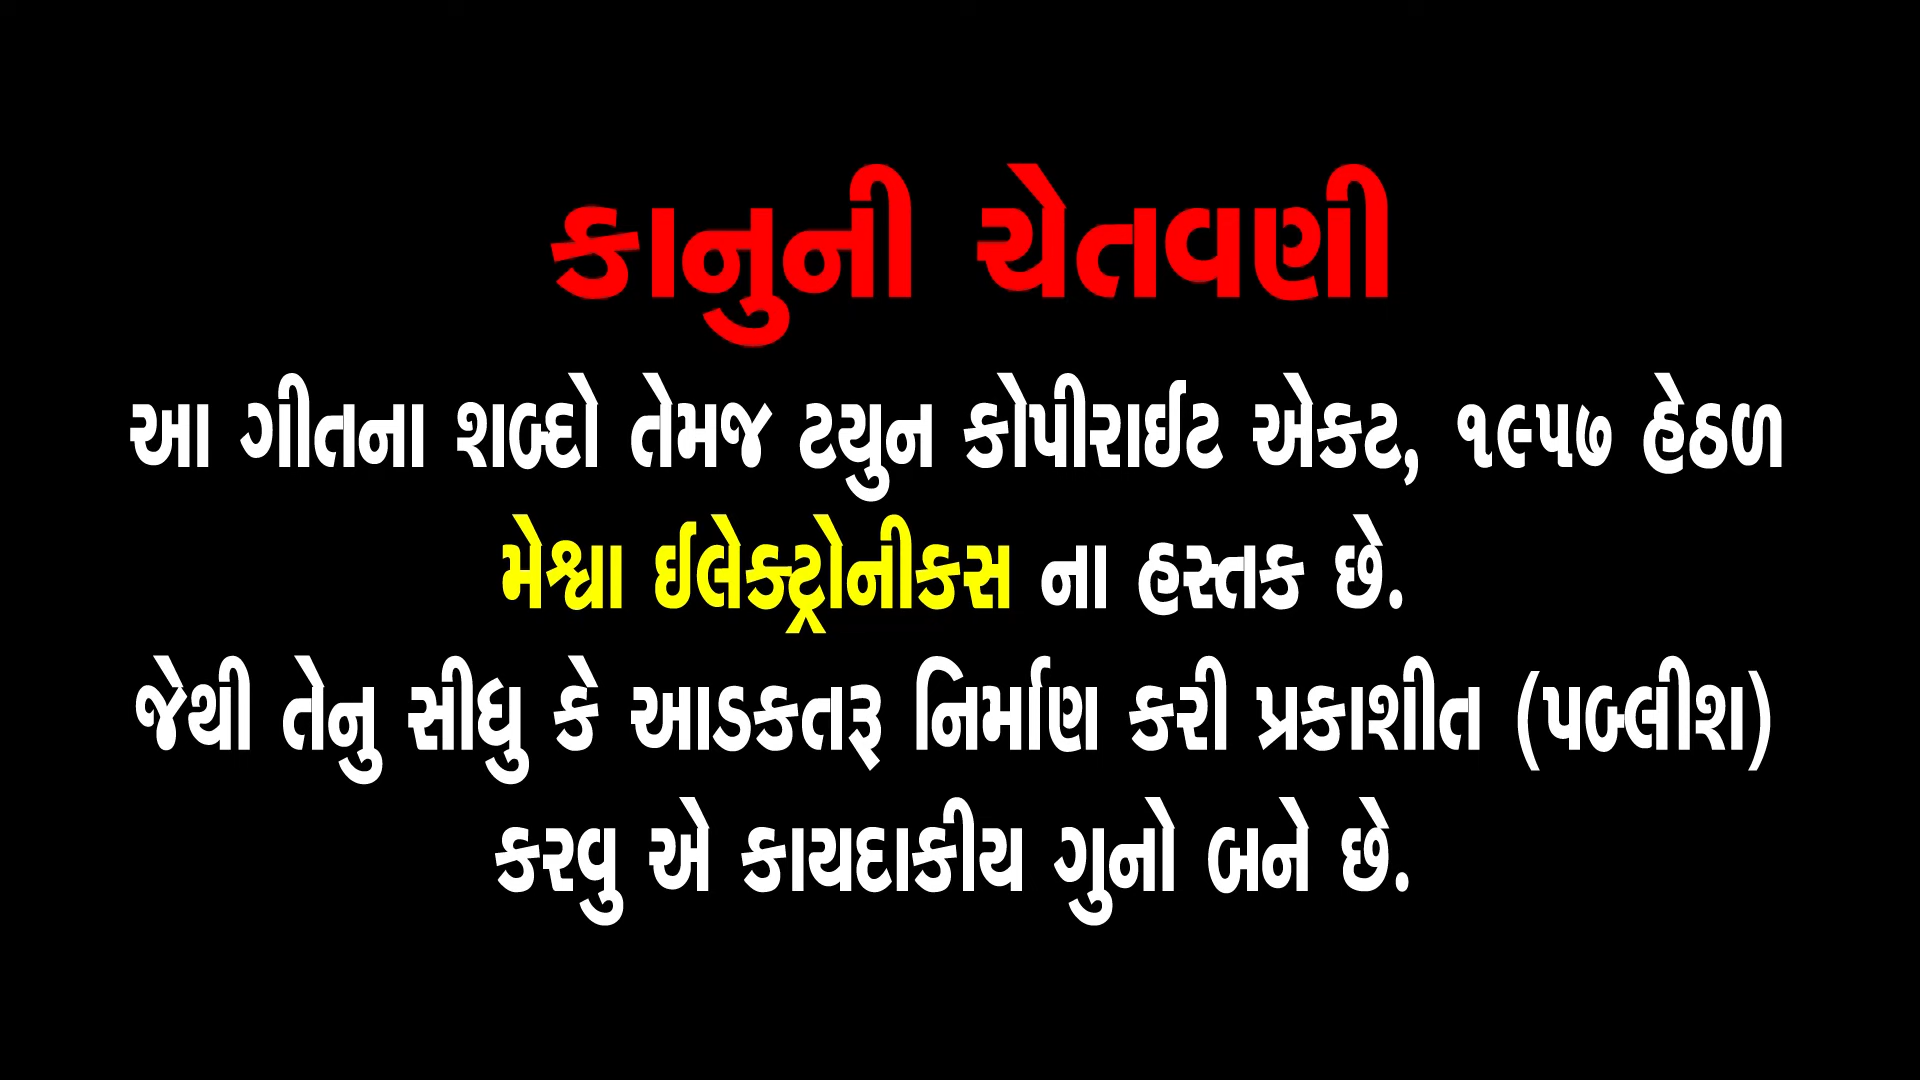 કાનુની ચેતવણી
આ ગીતના શબ્દો તેમજ ટયુન કોપીરાઈટ એકટ, ૧૯૫૭ હેઠળ
મેશ્વા ઈલેક્ટ્રોનીકસ ના હસ્તક છે.
જેથી તેનુ સીધુ કે આડકતરૂ નિર્માણ કરી પ્રકાશીત (પબ્લીશ)
કરવુ એ કાયદાકીય ગુનો બને છે.